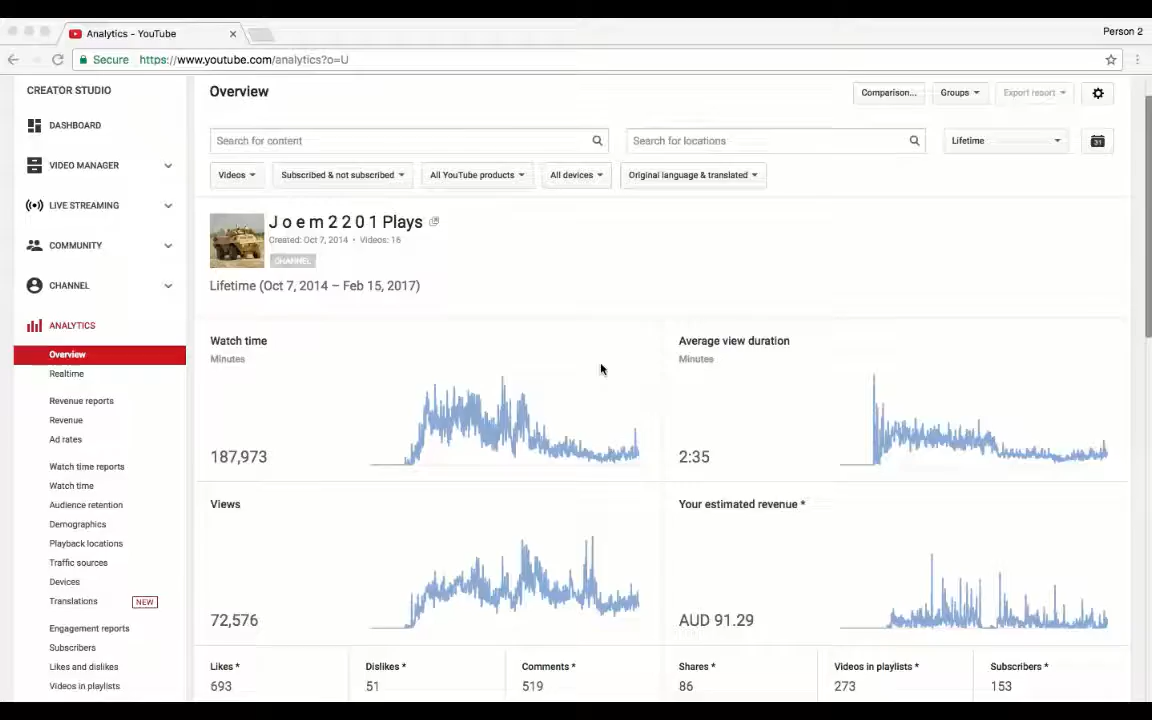 Analytics - YouTube
Person 2
Secure https://www.youtube.com/analytics?o=U
CREATOR STUDIO
DASHBOARD
VIDEO MANAGER
LIVE STREAMING
COMMUNITY
CHANNEL
ANALYTICS
Overview
Realtime
Revenue reports
Revenue
Ad rates
Watch time reports
Watch time
Audience retention
Demographics
Playback locations
Traffic sources
Devices
Translations NEW
Engagement reports
Subscribers
Likes and dislikes
Videos in playlists
Overview
Comparison... Groups Export report
Search for content Search for locations Lifetime 31
Videos Subscribed & not subscribed All YouTube products All devices Original language & translated
J o e m 2 2 0 1 Plays
Created: Oct 7, 2014 • Videos: 16
CHANNEL
Lifetime (Oct 7, 2014 – Feb 15, 2017)
Watch time
Minutes
187,973
Average view duration
Minutes
2:35
Views
72,576
Your estimated revenue *
AUD 91.29
Likes * Dislikes * Comments * Shares * Videos in playlists * Subscribers *
693 51 519 86 273 153